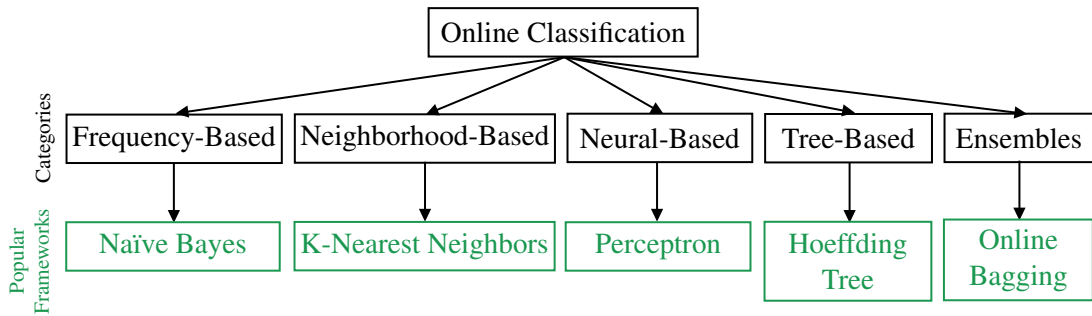 Online Classification
Categories
Frequency-Based
Neighborhood-Based
Neural-Based
Tree-Based
Ensembles
Popular
Frameworks
Naïve Bayes
K-Nearest Neighbors
Perceptron
Hoeffding
Tree
Online
Bagging